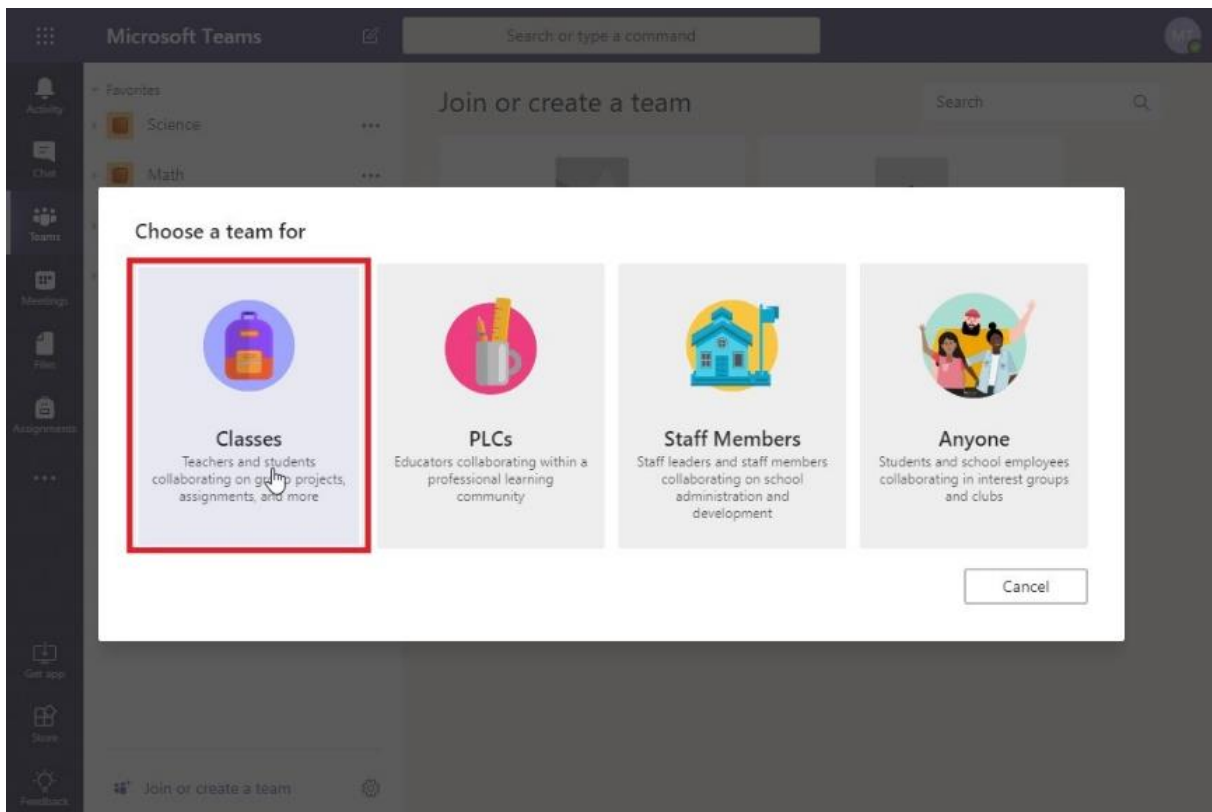 Microsoft Teams
Search or type a command
MT
Activity
Chat
Teams
Meetings
Files
Assignments
Get app
Store
Feedback
Favorites
Science
Math
Join or create a team
Join or create a team
Search
Choose a team for
Classes
Teachers and students
collaborating on group projects,
assignments, and more
PLCs
Educators collaborating within a
professional learning
community
Staff Members
Staff leaders and staff members
collaborating on school
administration and
development
Anyone
Students and school employees
collaborating in interest groups
and clubs
Cancel